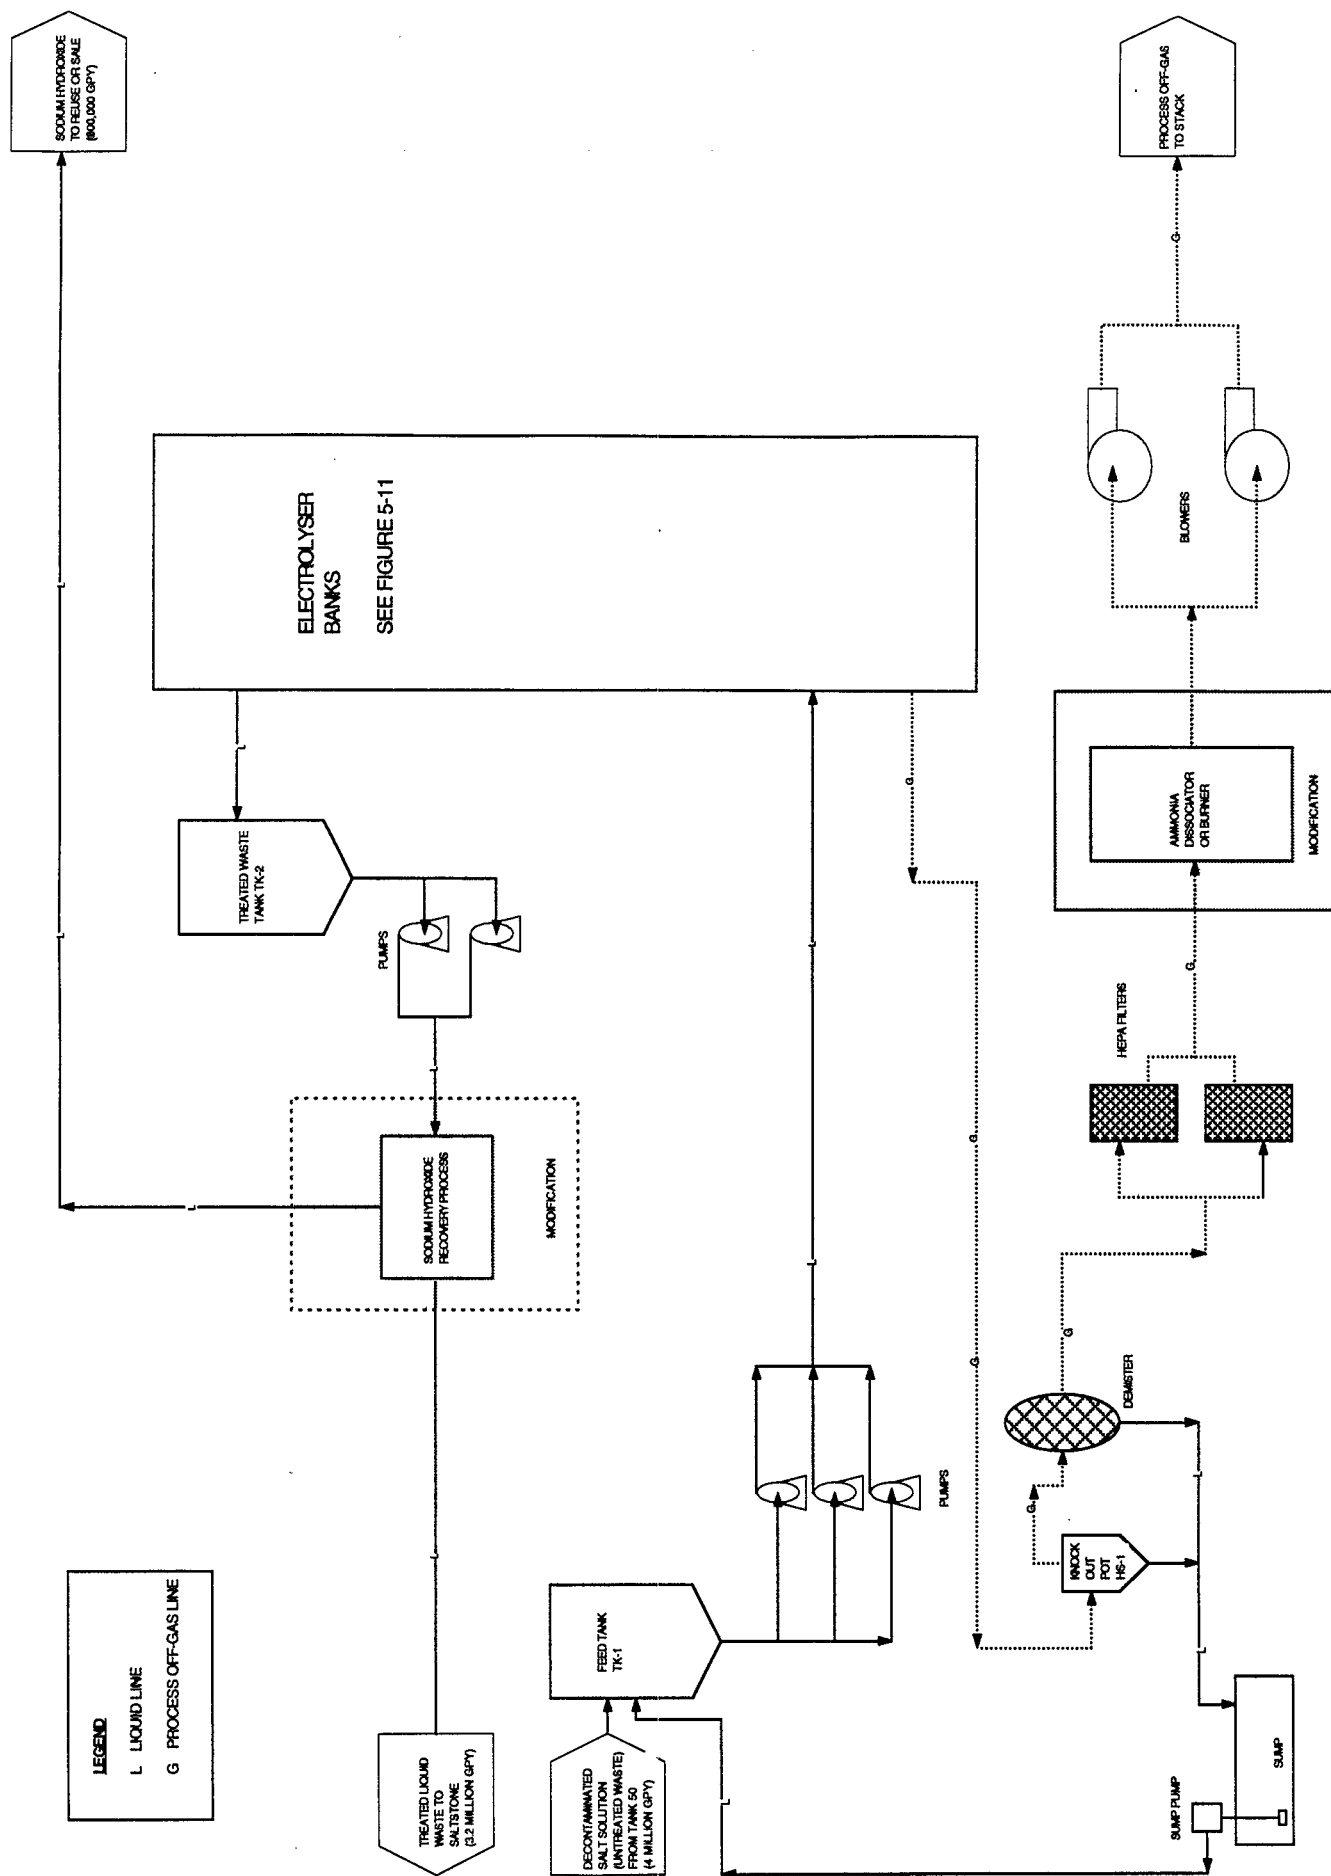 SODIUM HYDROXIDE
TO REUSE OR SALE
(800,000 GPY)
PROCESS OFF-GAS
TO STACK
L
G
ELECTROLYSER
BANKS
SEE FIGURE 5-11
BLOWERS
L
G
TREATED WASTE
TANK TK-2
AMMONIA
DISSOCIATOR
OR BURNER
MODIFICATION
PUMPS
L
L
G
HEPA FILTERS
L
L
SODIUM HYDROXIDE
RECOVERY PROCESS
MODIFICATION
G
L
G
G
DEMISTER
L
PUMPS
G
KNOCK
OUT
POT
HS-1
L
L
FEED TANK
TK-1
L
LEGEND
L LIQUID LINE
G PROCESS OFF-GAS LINE
TREATED LIQUID
WASTE TO
SALTSTONE
(3.2 MILLION GPY)
DECONTAMINATED
SALT SOLUTION
(UNTREATED WASTE)
FROM TANK 50
(4 MILLION GPY)
L
SUMP PUMP
SUMP